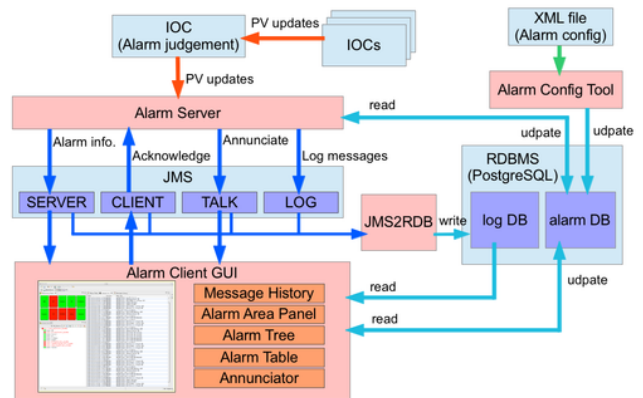 IOC
(Alarm judgement)
PV updates
IOCs
XML file
(Alarm config)
PV updates
Alarm Config Tool
Alarm Server
read
udpate
udpate
Alarm info.
Acknowledge
Annunciate
Log messages
JMS
RDBMS
(PostgreSQL)
SERVER
CLIENT
TALK
LOG
JMS2RDB
write
log DB
alarm DB
Alarm Client GUI
read
udpate
Message History
Alarm Area Panel
read
Alarm Tree
Alarm Table
Annunciator